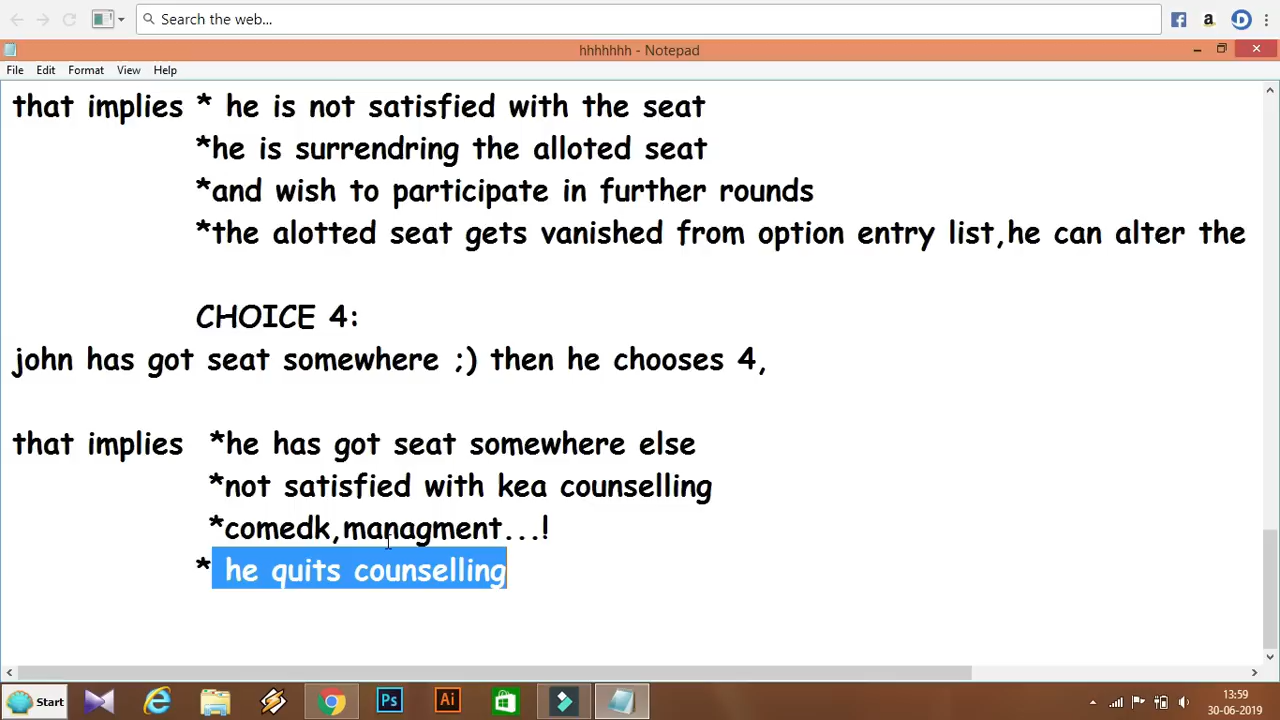 Search the web...
hhhhhhh - Notepad
File Edit Format View Help
that implies * he is not satisfied with the seat
*he is surrendring the alloted seat
*and wish to participate in further rounds
*the alotted seat gets vanished from option entry list,he can alter the
CHOICE 4:
john has got seat somewhere ;) then he chooses 4,
that implies *he has got seat somewhere else
*not satisfied with kea counselling
*comedk,managment...!
* he quits counselling
Start
Ps
Ai
13:59
30-06-2019